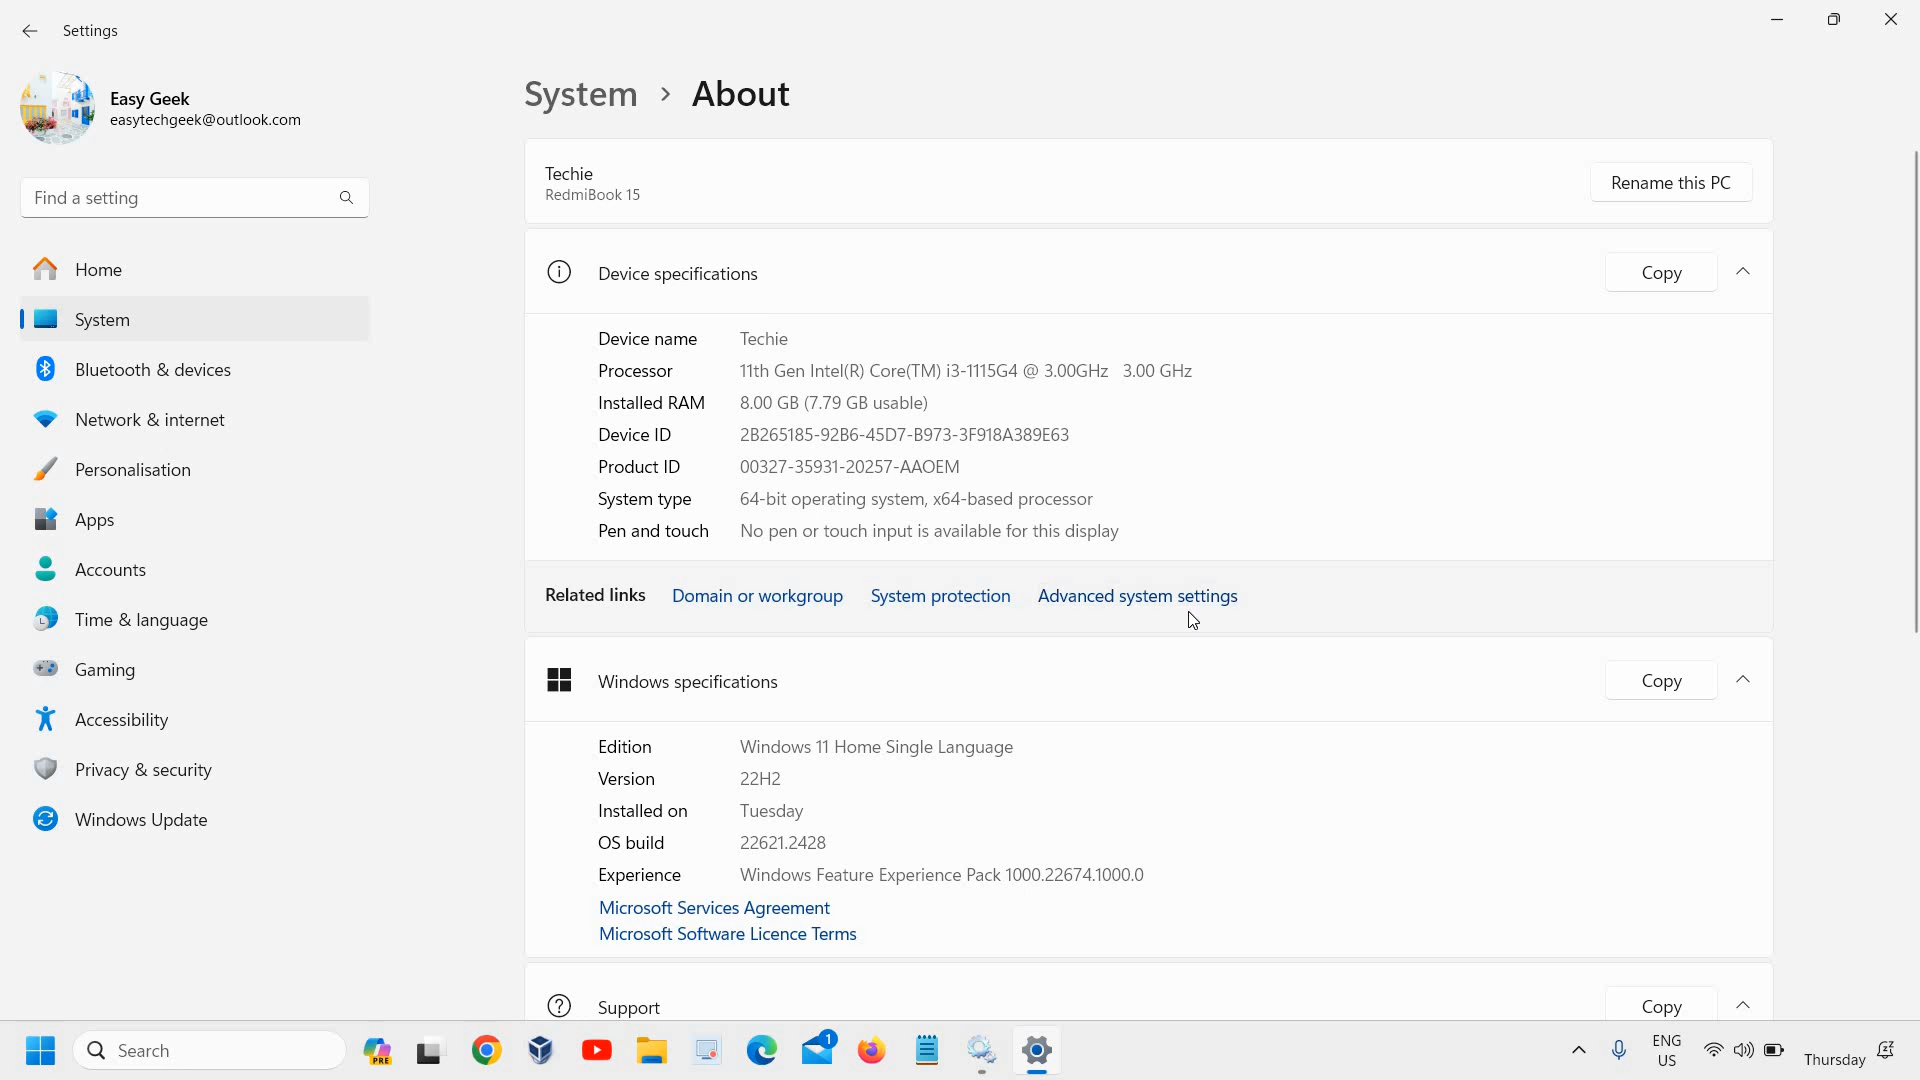 Settings
Easy Geek
easytechgeek@outlook.com
Find a setting
Home
System
Bluetooth & devices
Network & internet
Personalisation
Apps
Accounts
Time & language
Gaming
Accessibility
Privacy & security
Windows Update
System > About
Techie
RedmiBook 15
Rename this PC
Device specifications
Copy
Device name Techie
Processor 11th Gen Intel(R) Core(TM) i3-1115G4 @ 3.00GHz 3.00 GHz
Installed RAM 8.00 GB (7.79 GB usable)
Device ID 2B265185-92B6-45D7-B973-3F918A389E63
Product ID 00327-35931-20257-AAOEM
System type 64-bit operating system, x64-based processor
Pen and touch No pen or touch input is available for this display
Related links Domain or workgroup System protection Advanced system settings
Windows specifications
Copy
Edition Windows 11 Home Single Language
Version 22H2
Installed on Tuesday
OS build 22621.2428
Experience Windows Feature Experience Pack 1000.22674.1000.0
Microsoft Services Agreement
Microsoft Software Licence Terms
Support
Copy
Search
PRE
1
ENG
US
Thursday